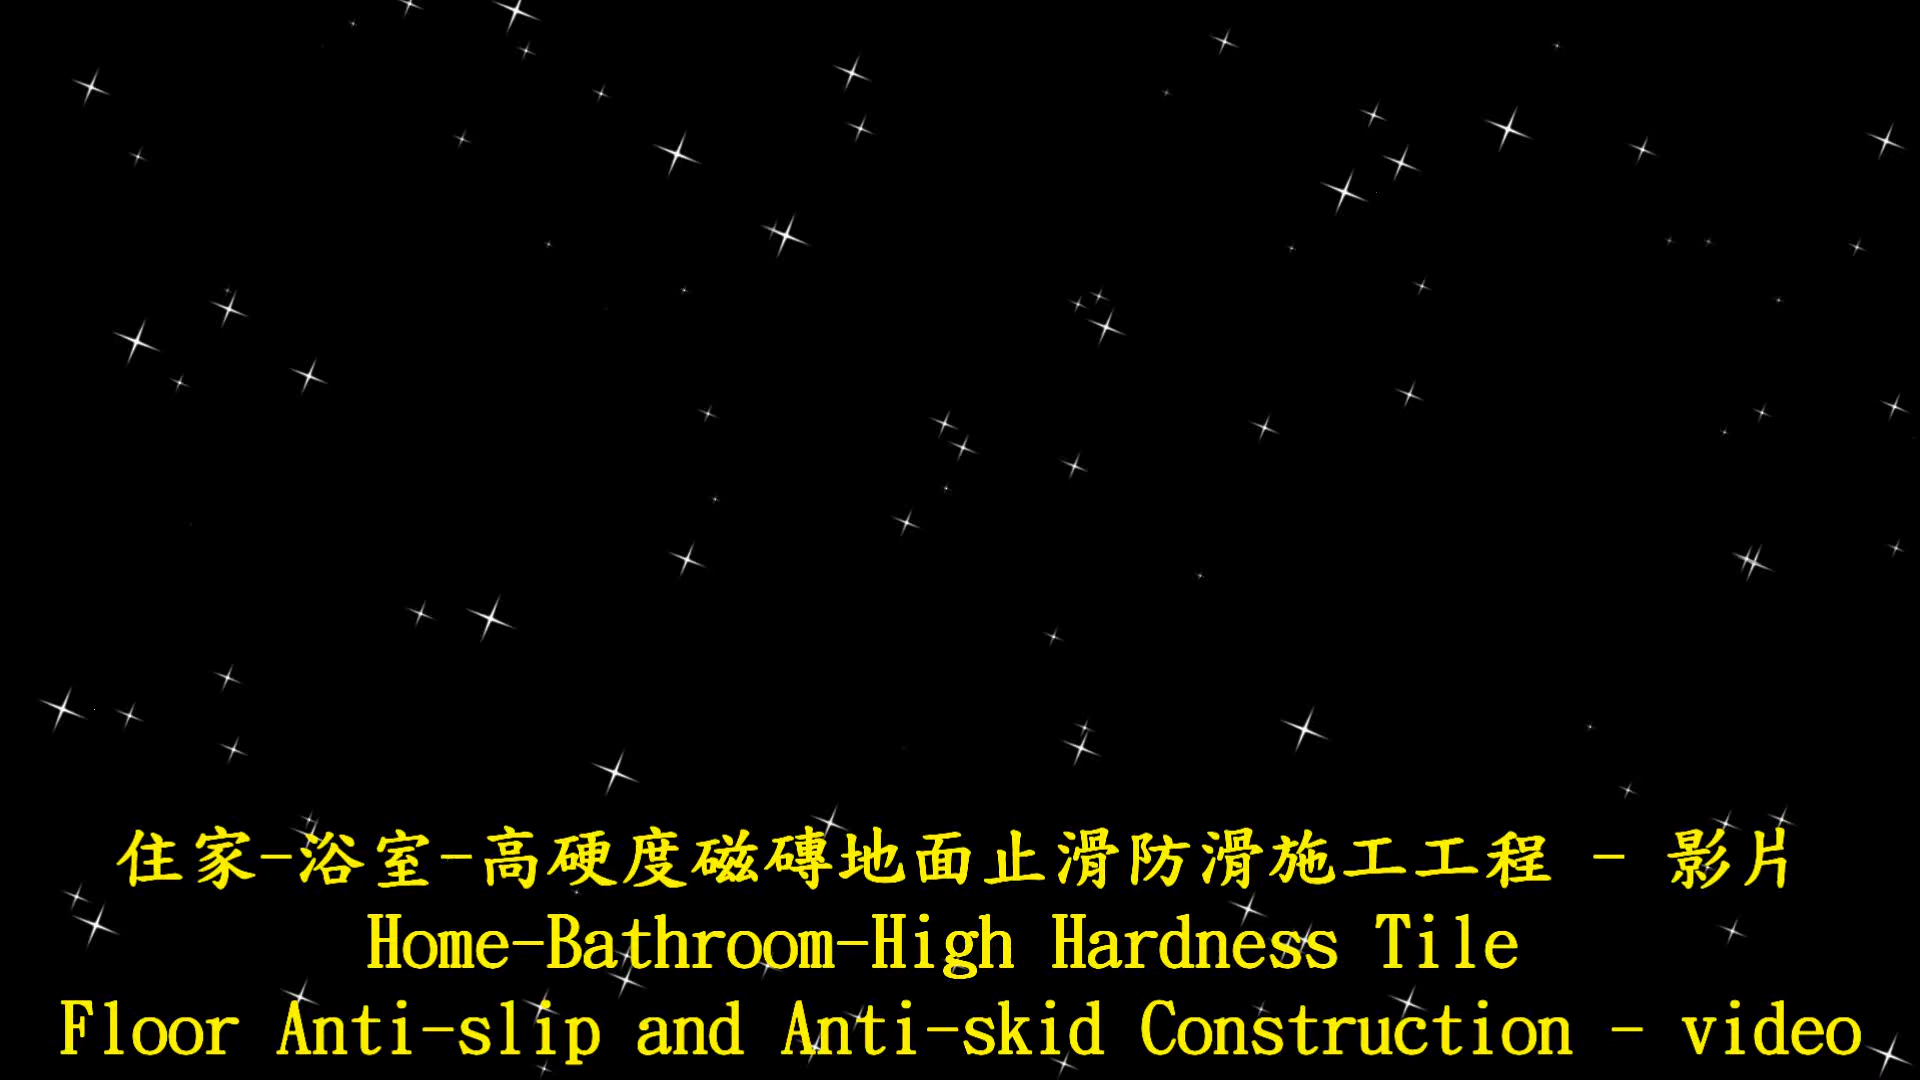 住家-浴室-高硬度磁磚地面止滑防滑施工工程 - 影片
Home-Bathroom-High Hardness Tile
Floor Anti-slip and Anti-skid Construction - video